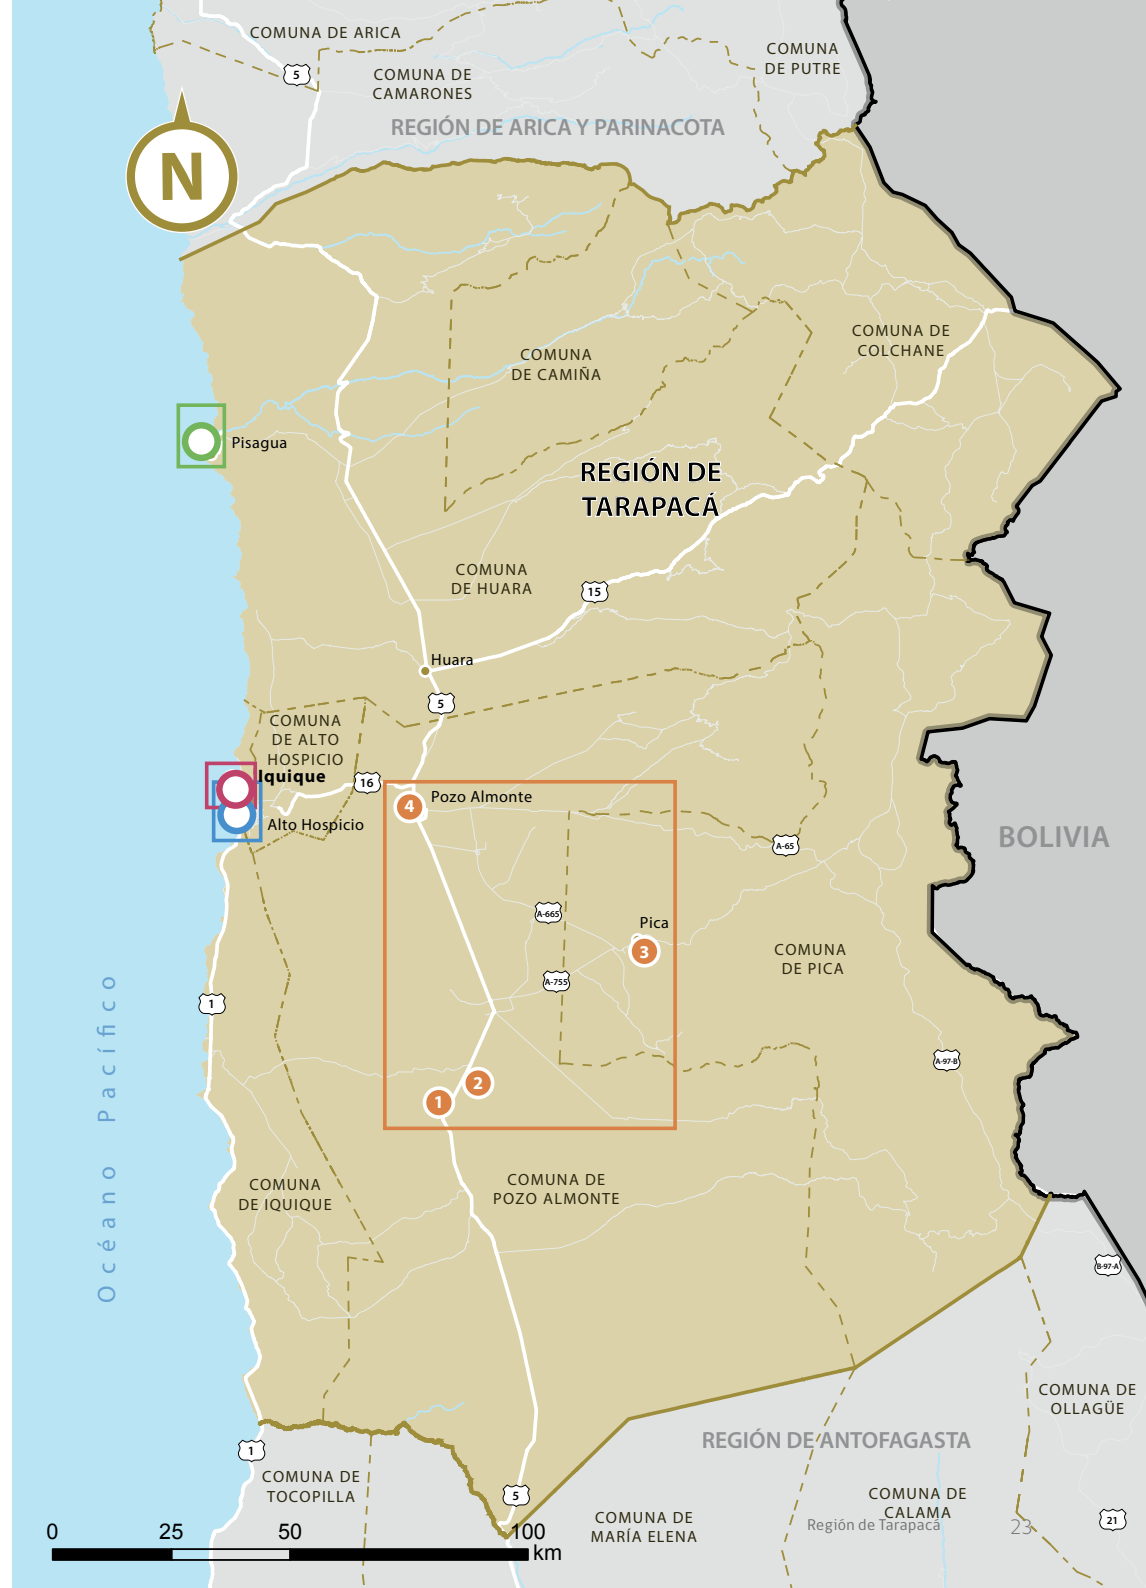 COMUNA DE ARICA
COMUNA
DE PUTRE
5
COMUNA DE
CAMARONES
REGIÓN DE ARICA Y PARINACOTA
N
COMUNA DE
COLCHANE
COMUNA
DE CAMIÑA
Pisagua
REGIÓN DE
TARAPACÁ
COMUNA
DE HUARA
15
Huara
5
COMUNA
DE ALTO
HOSPICIO
Iquique
16
Pozo Almonte
4
Alto Hospicio
A-65
BOLIVIA
A-665
Pica
3
COMUNA
DE PICA
A-755
1
Océano Pacífico
A-97-B
2
1
COMUNA
DE IQUIQUE
COMUNA DE
POZO ALMONTE
B-97-A
COMUNA DE
OLLAGÜE
REGIÓN DE ANTOFAGASTA
1
COMUNA DE
TOCOPILLA
5
COMUNA DE
CALAMA
COMUNA DE
MARÍA ELENA
21
0 25 50 100
km
Región de Tarapacá 23